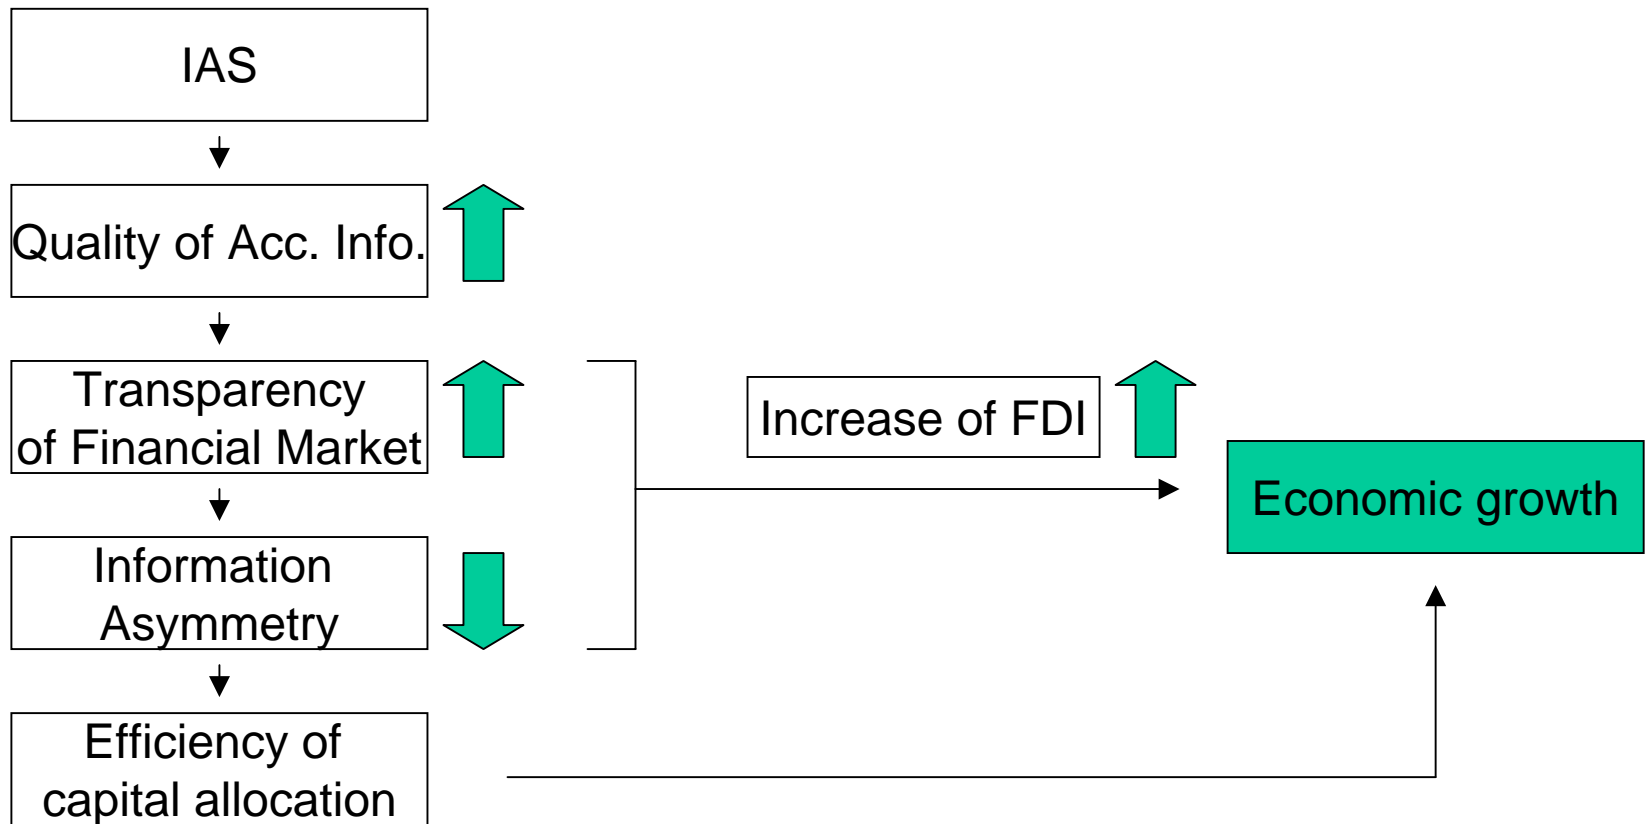 IAS
Quality of Acc. Info.
Transparency
of Financial Market
Increase of FDI
Economic growth
Information
Asymmetry
Efficiency of
capital allocation